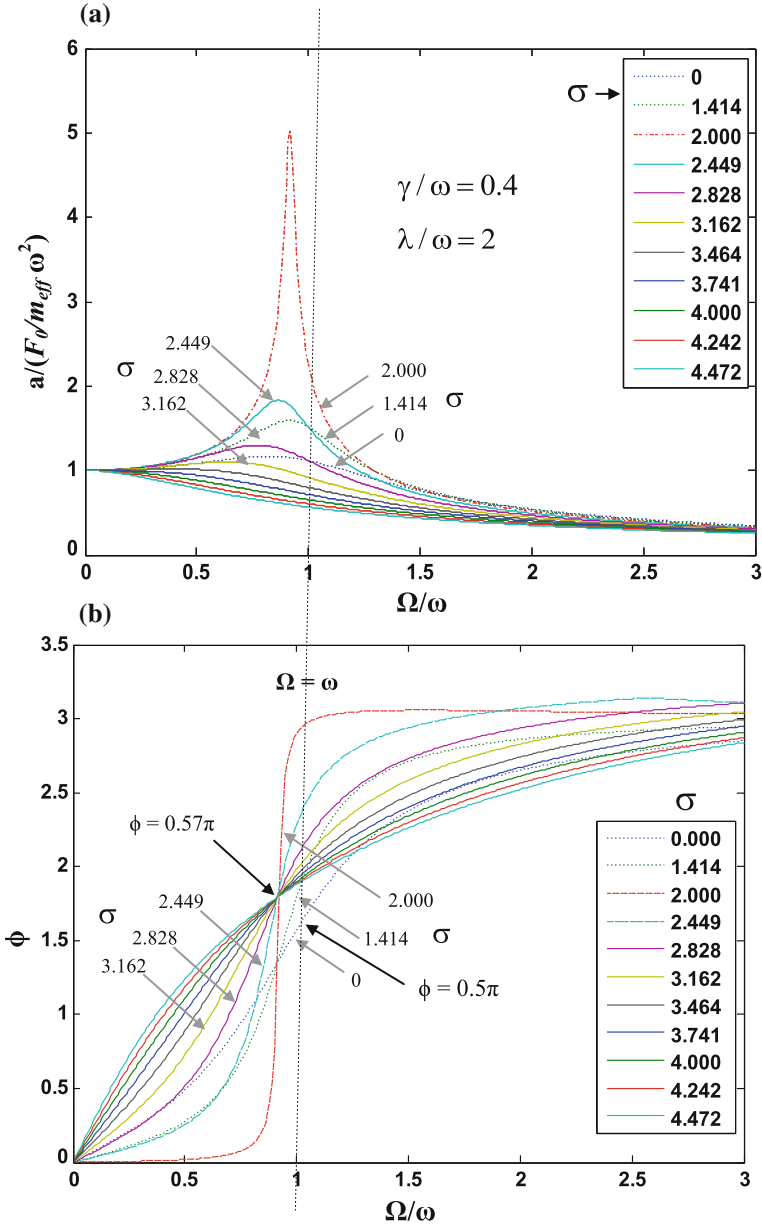 (a)
6
5
4
3
2
1
0
a/(F₀/m_eff ω²)
σ →
0
1.414
2.000
2.449
2.828
3.162
3.464
3.741
4.000
4.242
4.472
γ/ω = 0.4
λ/ω = 2
2.449
σ
2.828
3.162
2.000
1.414 σ
0
0 0.5 1 1.5 2 2.5 3
Ω/ω
(b)
3.5
3
2.5
2
1.5
1
0.5
0
ϕ
Ω = ω
ϕ = 0.57π
σ
2.449
2.828
3.162
2.000
1.414 σ
0
ϕ = 0.5π
σ
0.000
1.414
2.000
2.449
2.828
3.162
3.464
3.741
4.000
4.242
4.472
0 0.5 1 1.5 2 2.5 3
Ω/ω